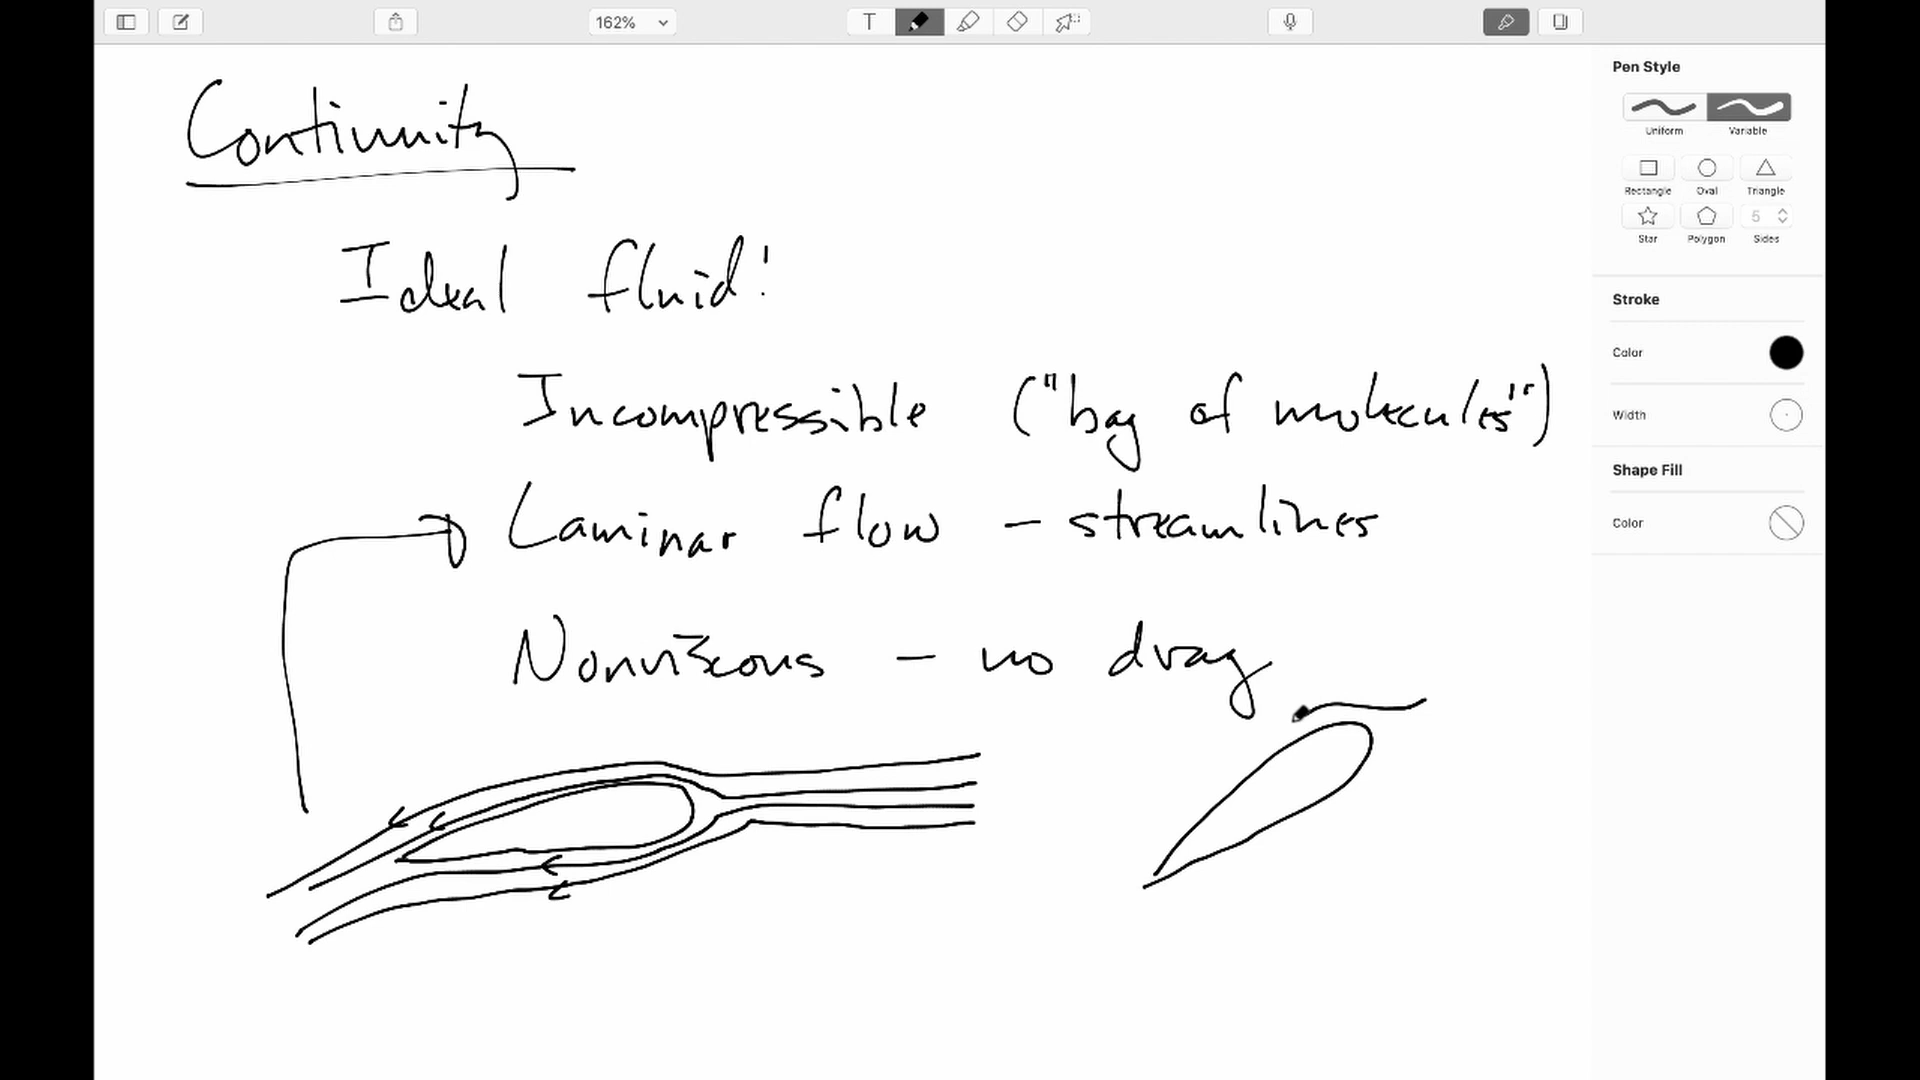 162%
T
Continuity
Ideal fluid:
Incompressible ("bag of molecules")
Laminar flow - streamlines
Nonviscous - no drag
Pen Style
Uniform Variable
Rectangle Oval Triangle
5
Star Polygon Sides
Stroke
Color
Width
Shape Fill
Color